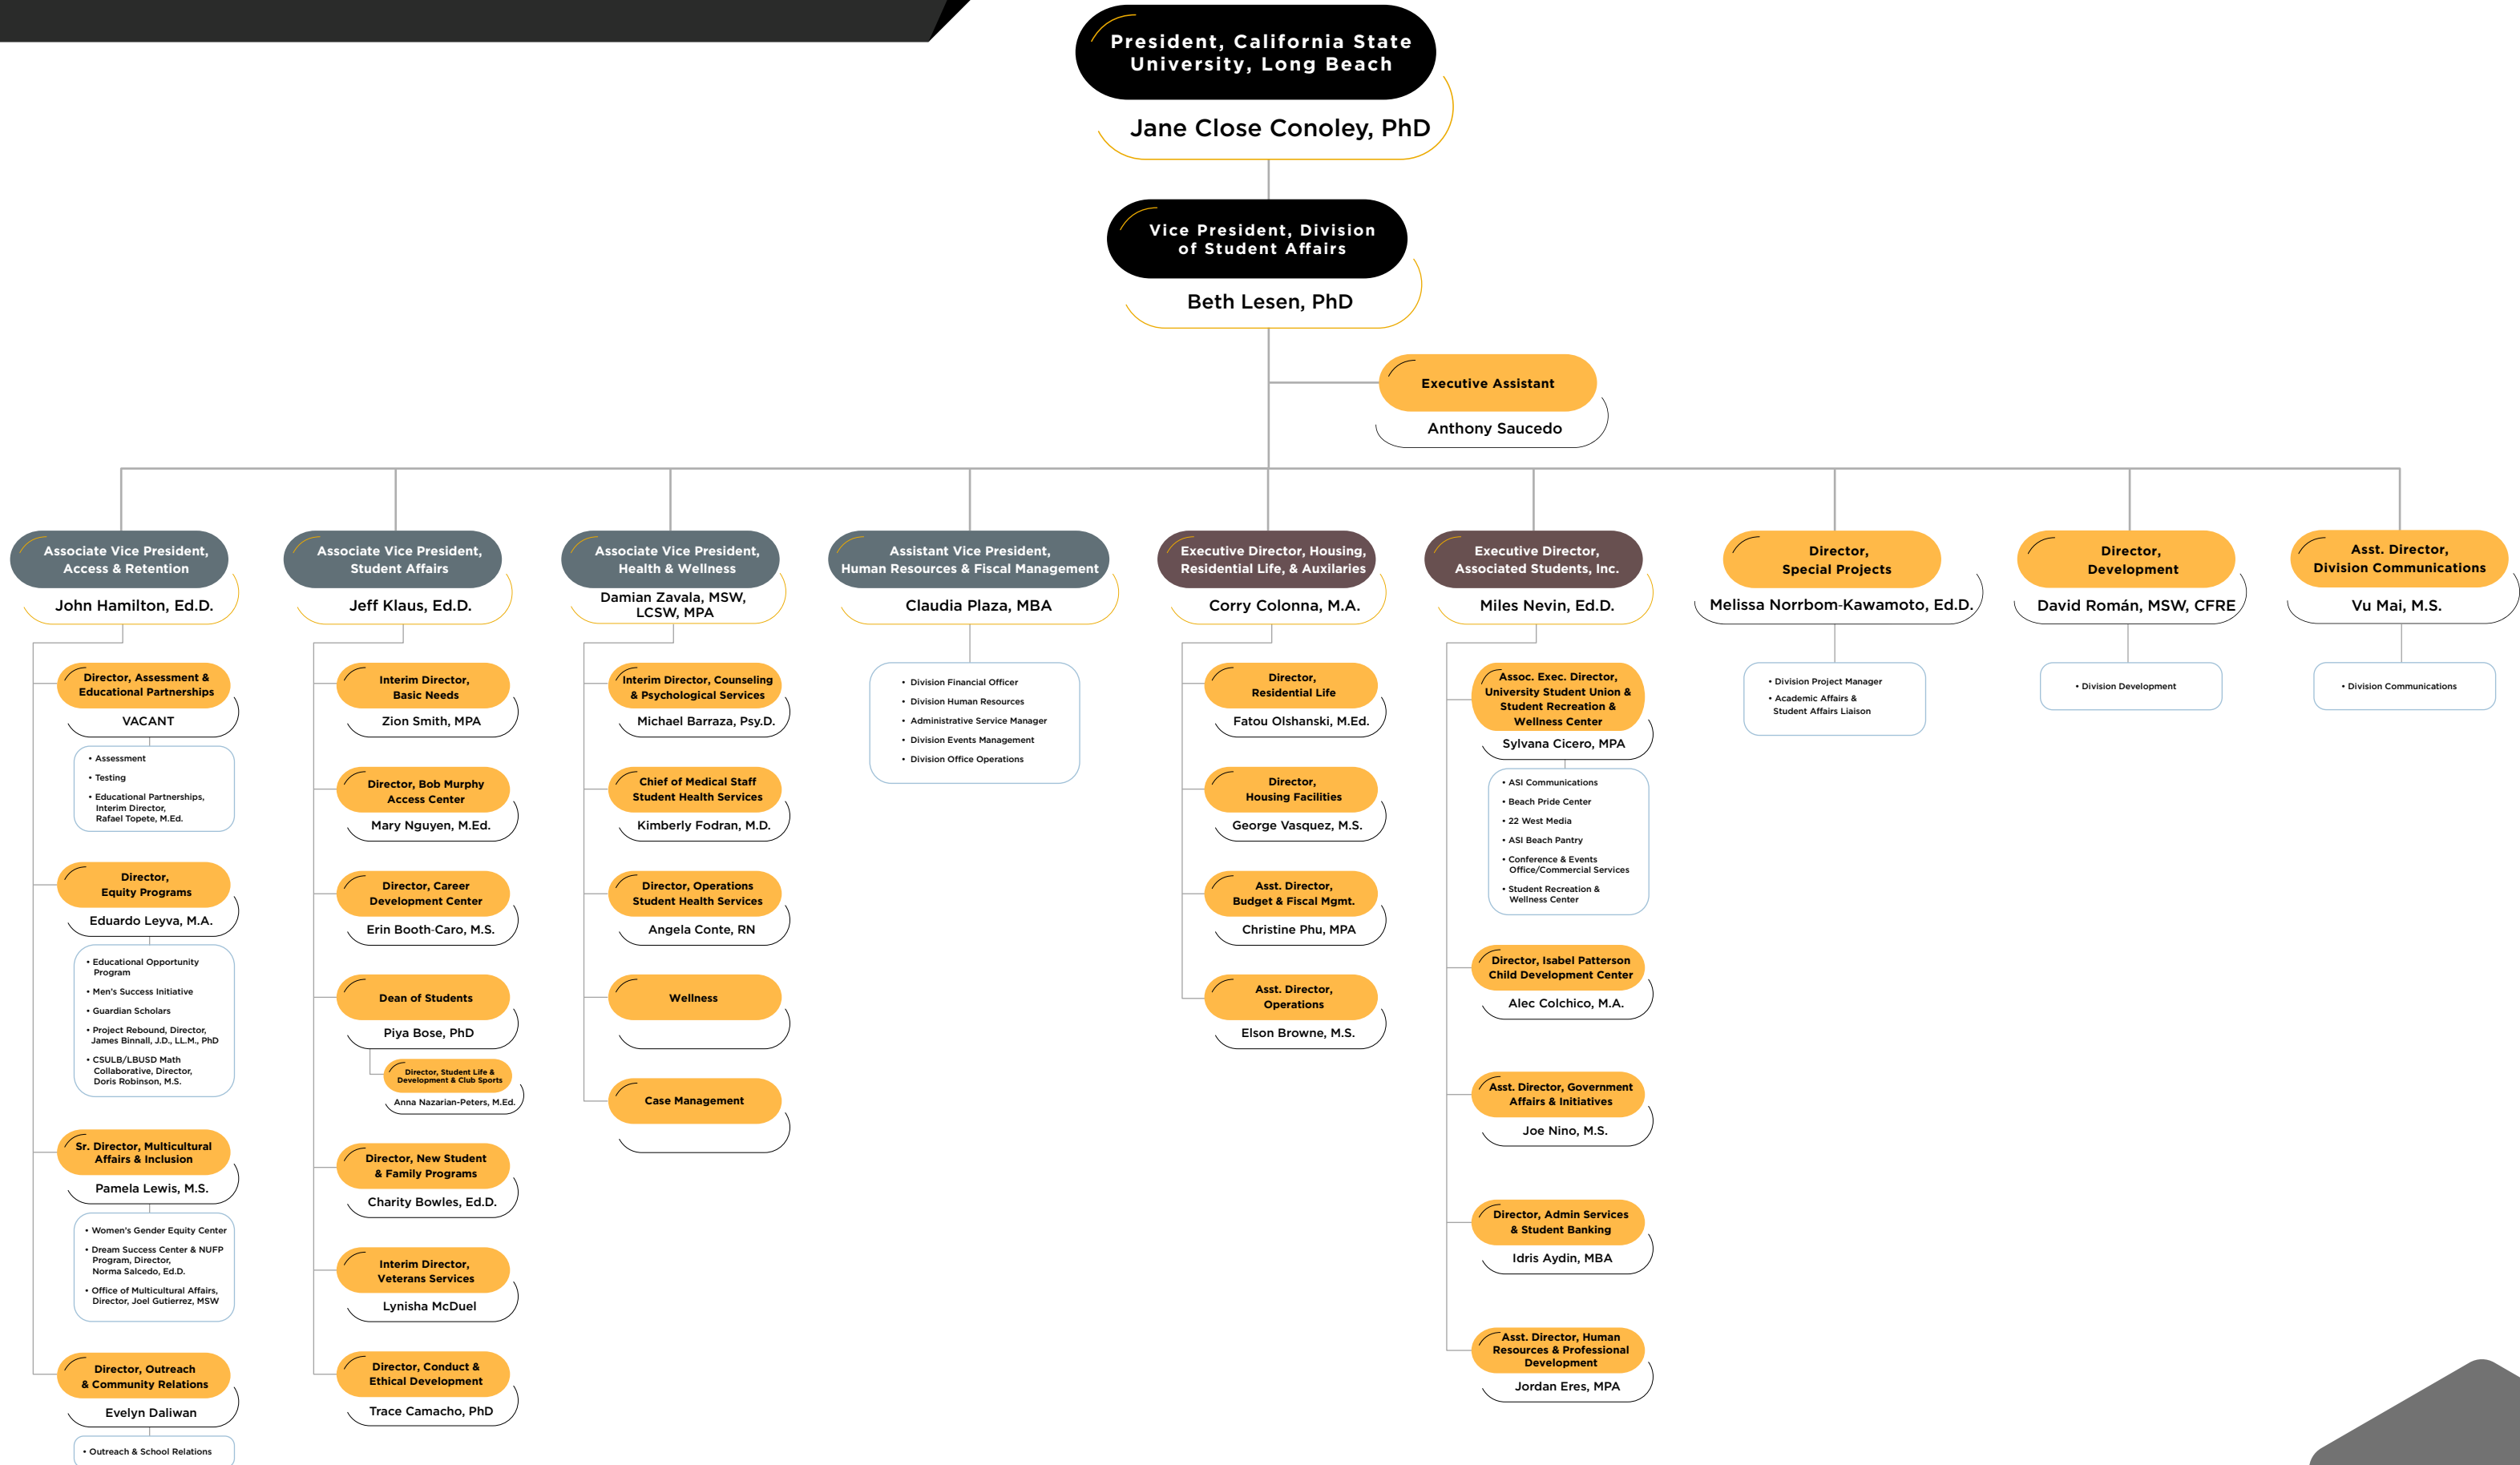 President, California State
University, Long Beach
Jane Close Conoley, PhD
Vice President, Division
of Student Affairs
Beth Lesen, PhD
Executive Assistant
Anthony Saucedo
Associate Vice President,
Access & Retention
John Hamilton, Ed.D.
Director, Assessment &
Educational Partnerships
VACANT
• Assessment
• Testing
• Educational Partnerships,
Interim Director,
Rafael Topete, M.Ed.
Director,
Equity Programs
Eduardo Leyva, M.A.
• Educational Opportunity
Program
• Men's Success Initiative
• Guardian Scholars
• Project Rebound, Director,
James Binnall, J.D., LL.M., PhD
• CSULB/LBUSD Math
Collaborative, Director,
Doris Robinson, M.S.
Sr. Director, Multicultural
Affairs & Inclusion
Pamela Lewis, M.S.
• Women's Gender Equity Center
• Dream Success Center & NUFP
Program, Director,
Norma Salcedo, Ed.D.
• Office of Multicultural Affairs,
Director, Joel Gutierrez, MSW
Director, Outreach
& Community Relations
Evelyn Daliwan
• Outreach & School Relations
Associate Vice President,
Student Affairs
Jeff Klaus, Ed.D.
Interim Director,
Basic Needs
Zion Smith, MPA
Director, Bob Murphy
Access Center
Mary Nguyen, M.Ed.
Director, Career
Development Center
Erin Booth-Caro, M.S.
Dean of Students
Piya Bose, PhD
Director, Student Life &
Development & Club Sports
Anna Nazarian-Peters, M.Ed.
Director, New Student
& Family Programs
Charity Bowles, Ed.D.
Interim Director,
Veterans Services
Lynisha McDuel
Director, Conduct &
Ethical Development
Trace Camacho, PhD
Associate Vice President,
Health & Wellness
Damian Zavala, MSW,
LCSW, MPA
Interim Director, Counseling
& Psychological Services
Michael Barraza, Psy.D.
Chief of Medical Staff
Student Health Services
Kimberly Fodran, M.D.
Director, Operations
Student Health Services
Angela Conte, RN
Wellness
Case Management
Assistant Vice President,
Human Resources & Fiscal Management
Claudia Plaza, MBA
• Division Financial Officer
• Division Human Resources
• Administrative Service Manager
• Division Events Management
• Division Office Operations
Executive Director, Housing,
Residential Life, & Auxilaries
Corry Colonna, M.A.
Director,
Residential Life
Fatou Olshanski, M.Ed.
Director,
Housing Facilities
George Vasquez, M.S.
Asst. Director,
Budget & Fiscal Mgmt.
Christine Phu, MPA
Asst. Director,
Operations
Elson Browne, M.S.
Executive Director,
Associated Students, Inc.
Miles Nevin, Ed.D.
Assoc. Exec. Director,
University Student Union &
Student Recreation &
Wellness Center
Sylvana Cicero, MPA
• ASI Communications
• Beach Pride Center
• 22 West Media
• ASI Beach Pantry
• Conference & Events
Office/Commercial Services
• Student Recreation &
Wellness Center
Director, Isabel Patterson
Child Development Center
Alec Colchico, M.A.
Asst. Director, Government
Affairs & Initiatives
Joe Nino, M.S.
Director, Admin Services
& Student Banking
Idris Aydin, MBA
Asst. Director, Human
Resources & Professional
Development
Jordan Eres, MPA
Director,
Special Projects
Melissa Norrbom-Kawamoto, Ed.D.
• Division Project Manager
• Academic Affairs &
Student Affairs Liaison
Director,
Development
David Román, MSW, CFRE
• Division Development
Asst. Director,
Division Communications
Vu Mai, M.S.
• Division Communications